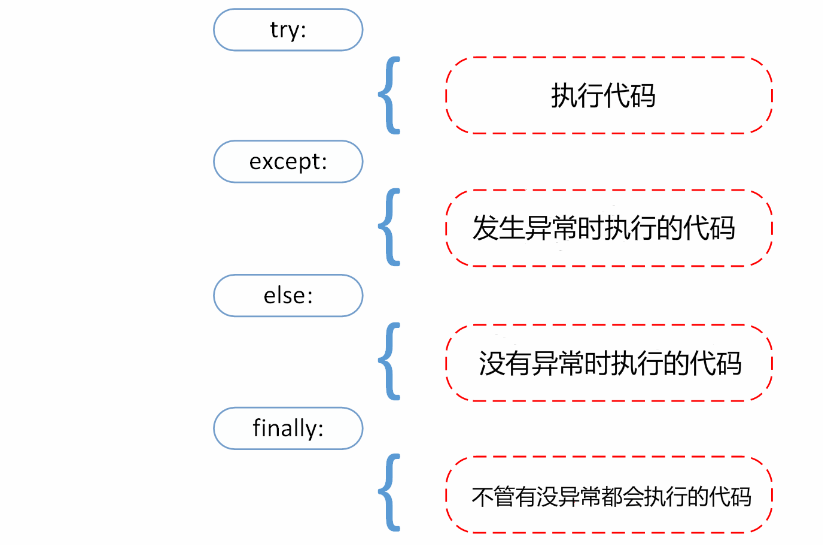 try:
执行代码
except:
发生异常时执行的代码
else:
没有异常时执行的代码
finally:
不管有没异常都会执行的代码